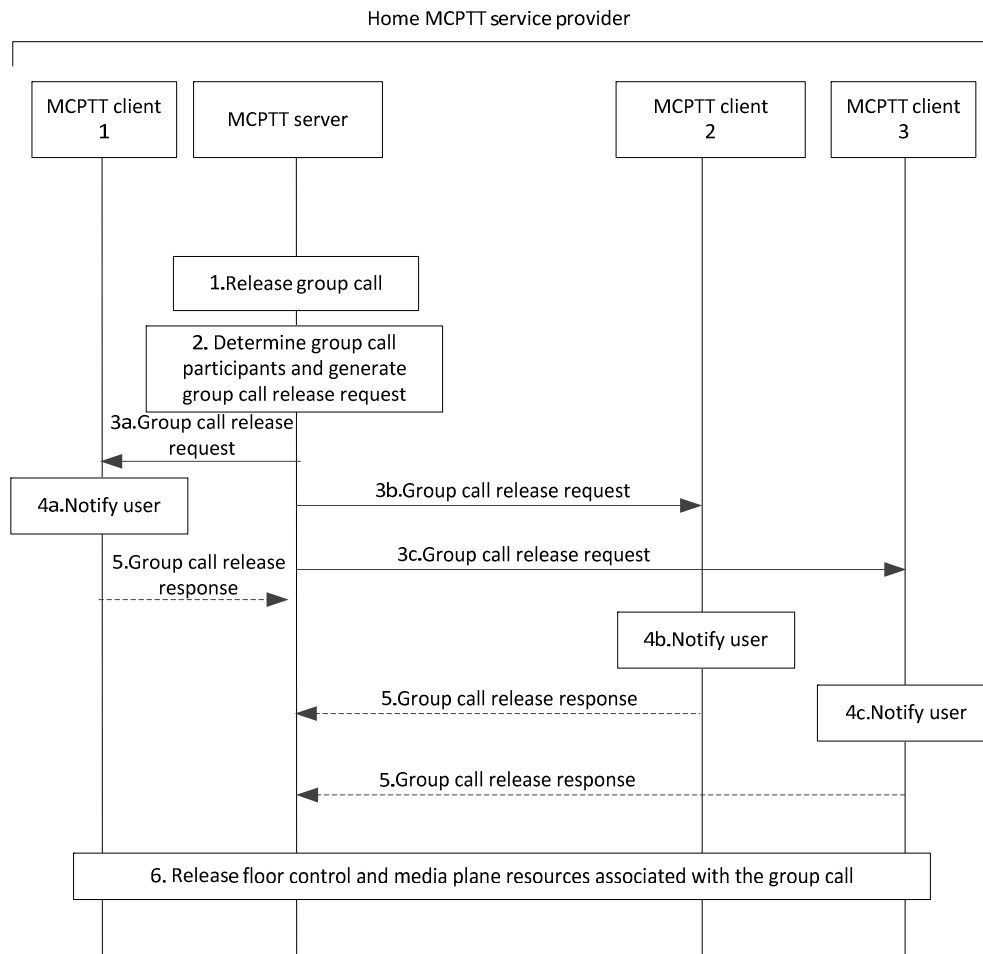 Home MCPTT service provider
MCPTT client
1
MCPTT server
MCPTT client
2
MCPTT client
3
1.Release group call
2. Determine group call
participants and generate
group call release request
3a.Group call release
request
3b.Group call release request
4a.Notify user
3c.Group call release request
5.Group call release
response
4b.Notify user
5.Group call release response
4c.Notify user
5.Group call release response
6. Release floor control and media plane resources associated with the group call